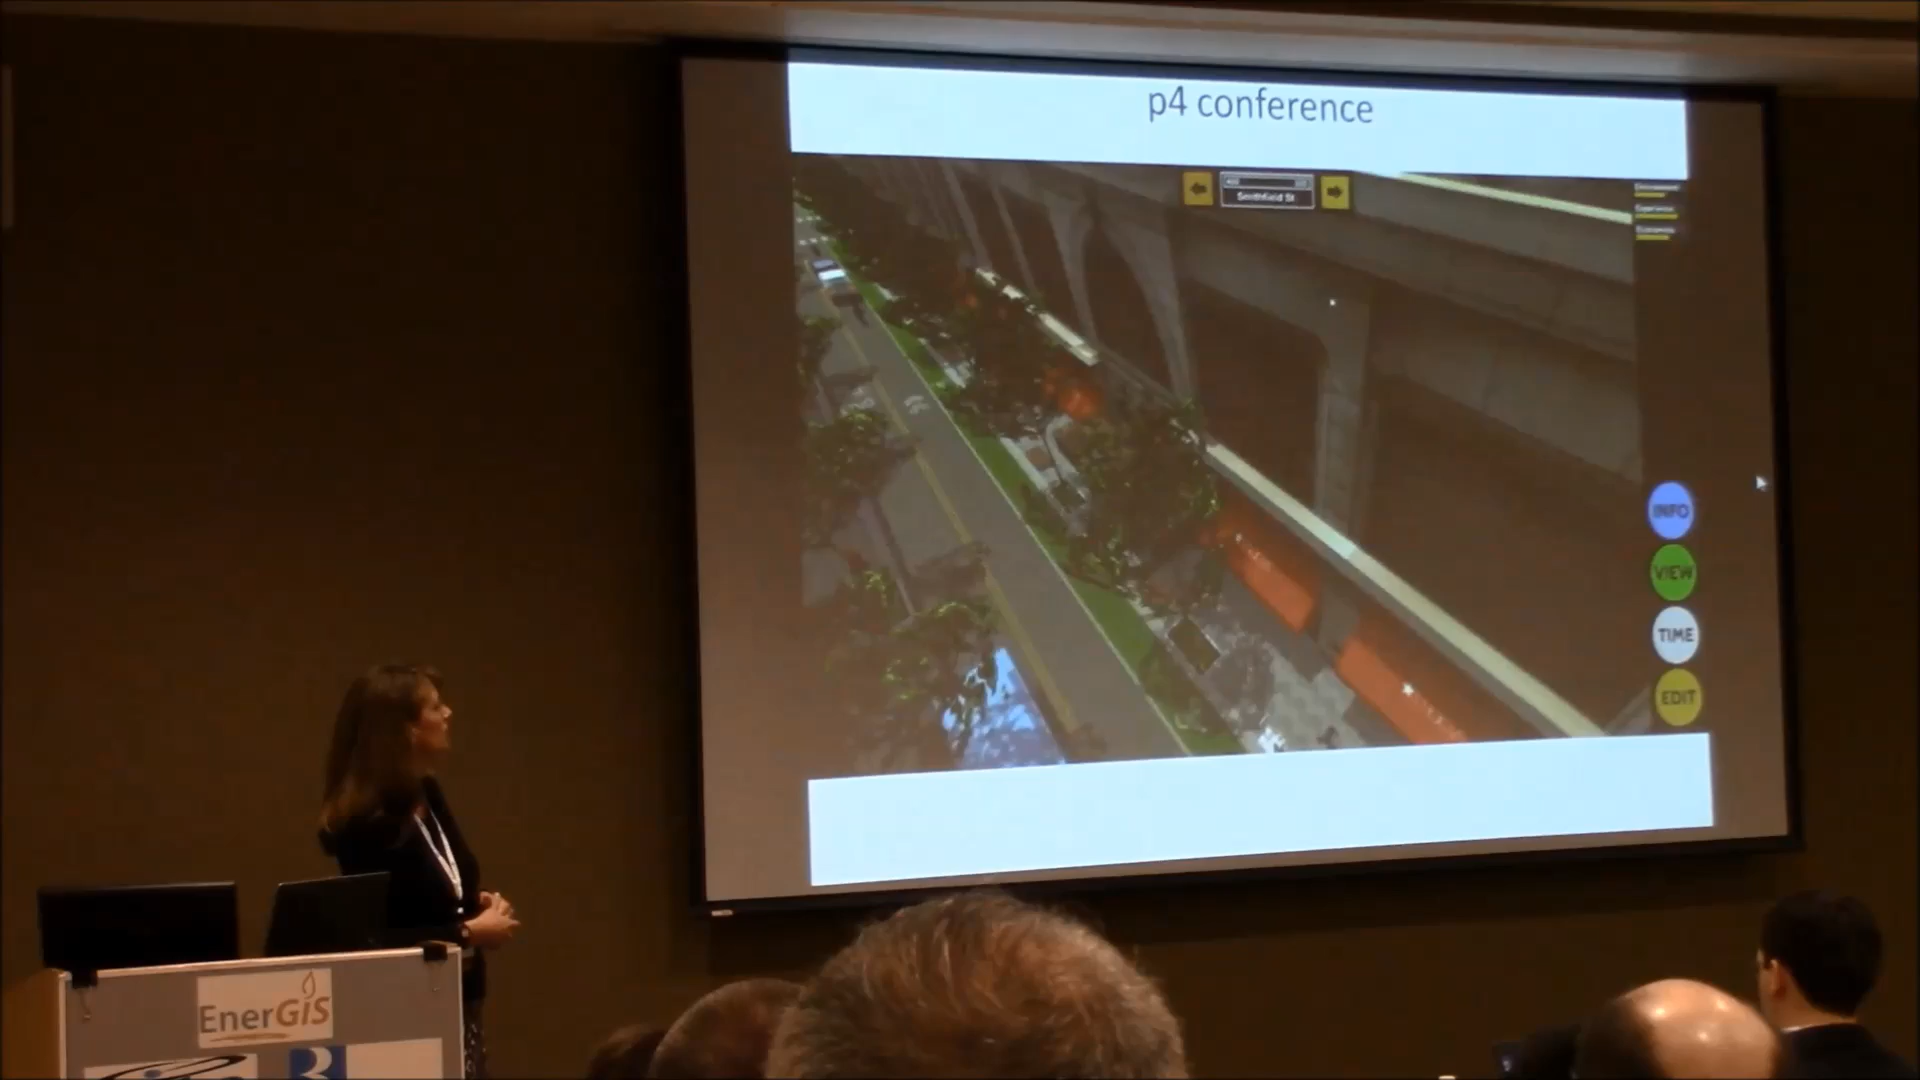 p4 conference
Smithfield St
INFO
VIEW
TIME
EDIT
EnerGIS